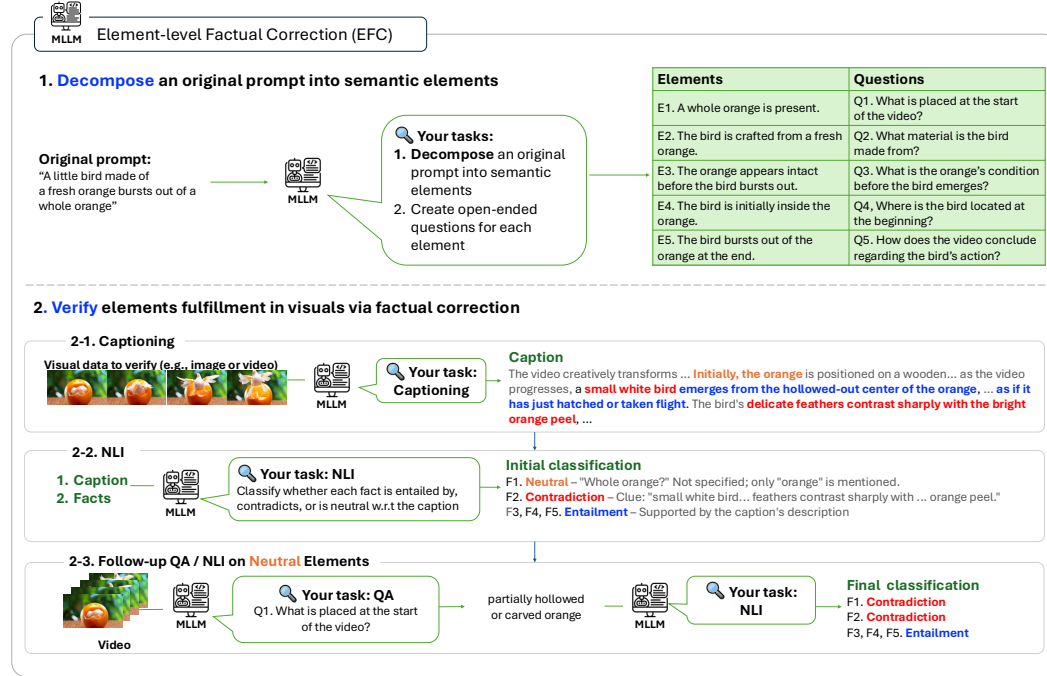 MLLM
Element-level Factual Correction (EFC)
1. Decompose an original prompt into semantic elements
Original prompt:
“A little bird made of
a fresh orange bursts out of a
whole orange”
MLLM
Your tasks:
1. Decompose an original
prompt into semantic
elements
2. Create open-ended
questions for each
element
Elements
Questions
E1. A whole orange is present.
Q1. What is placed at the start
of the video?
E2. The bird is crafted from a fresh
orange.
Q2. What material is the bird
made from?
E3. The orange appears intact
before the bird bursts out.
Q3. What is the orange’s condition
before the bird emerges?
E4. The bird is initially inside the
orange.
Q4, Where is the bird located at
the beginning?
E5. The bird bursts out of the
orange at the end.
Q5. How does the video conclude
regarding the bird’s action?
2. Verify elements fulfillment in visuals via factual correction
2-1. Captioning
Visual data to verify (e.g., image or video)
MLLM
Your task:
Captioning
Caption
The video creatively transforms ... Initially, the orange is positioned on a wooden... as the video
progresses, a small white bird emerges from the hollowed-out center of the orange, ... as if it
has just hatched or taken flight. The bird's delicate feathers contrast sharply with the bright
orange peel, ...
2-2. NLI
1. Caption
2. Facts
MLLM
Your task: NLI
Classify whether each fact is entailed by,
contradicts, or is neutral w.r.t the caption
Initial classification
F1. Neutral – "Whole orange?" Not specified; only "orange" is mentioned.
F2. Contradiction – Clue: "small white bird... feathers contrast sharply with ... orange peel."
F3, F4, F5. Entailment – Supported by the caption's description
2-3. Follow-up QA / NLI on Neutral Elements
Video
MLLM
Your task: QA
Q1. What is placed at the start
of the video?
partially hollowed
or carved orange
MLLM
Your task:
NLI
Final classification
F1. Contradiction
F2. Contradiction
F3, F4, F5. Entailment